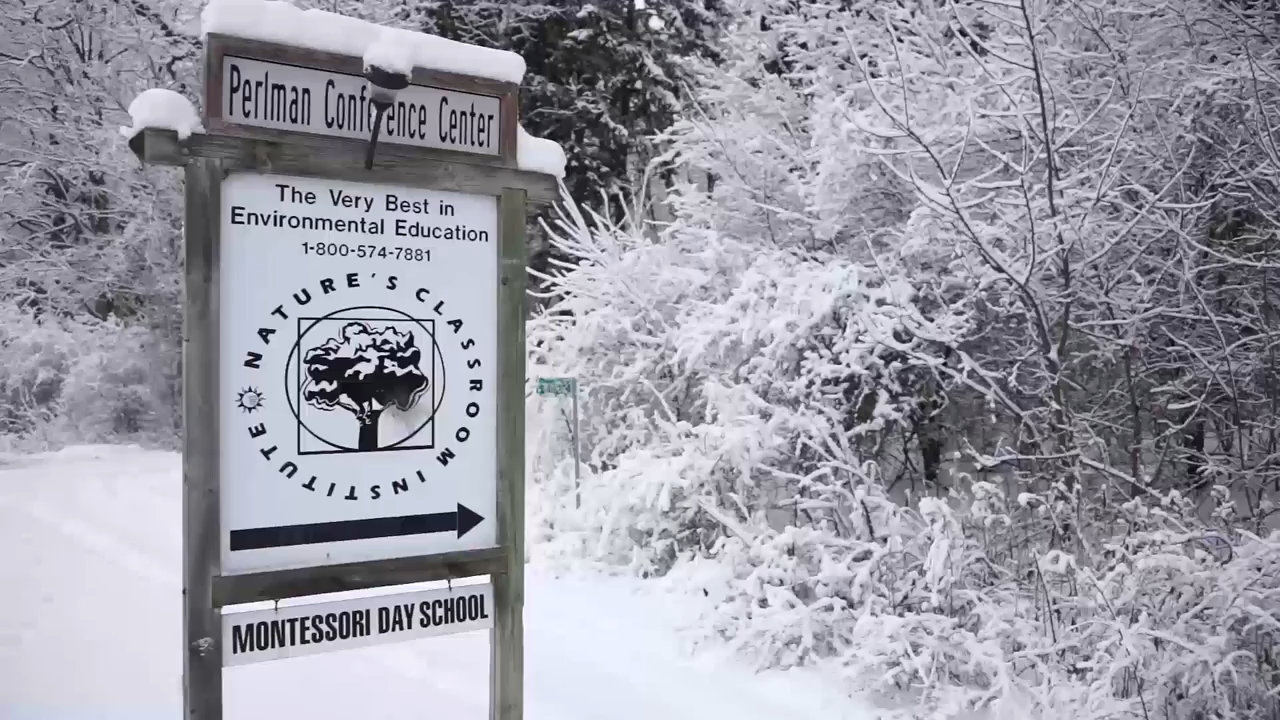 Perlman Conference Center
The Very Best in
Environmental Education
1-800-574-7881
NATURE'S CLASSROOM INSTITUTE
MONTESSORI DAY SCHOOL